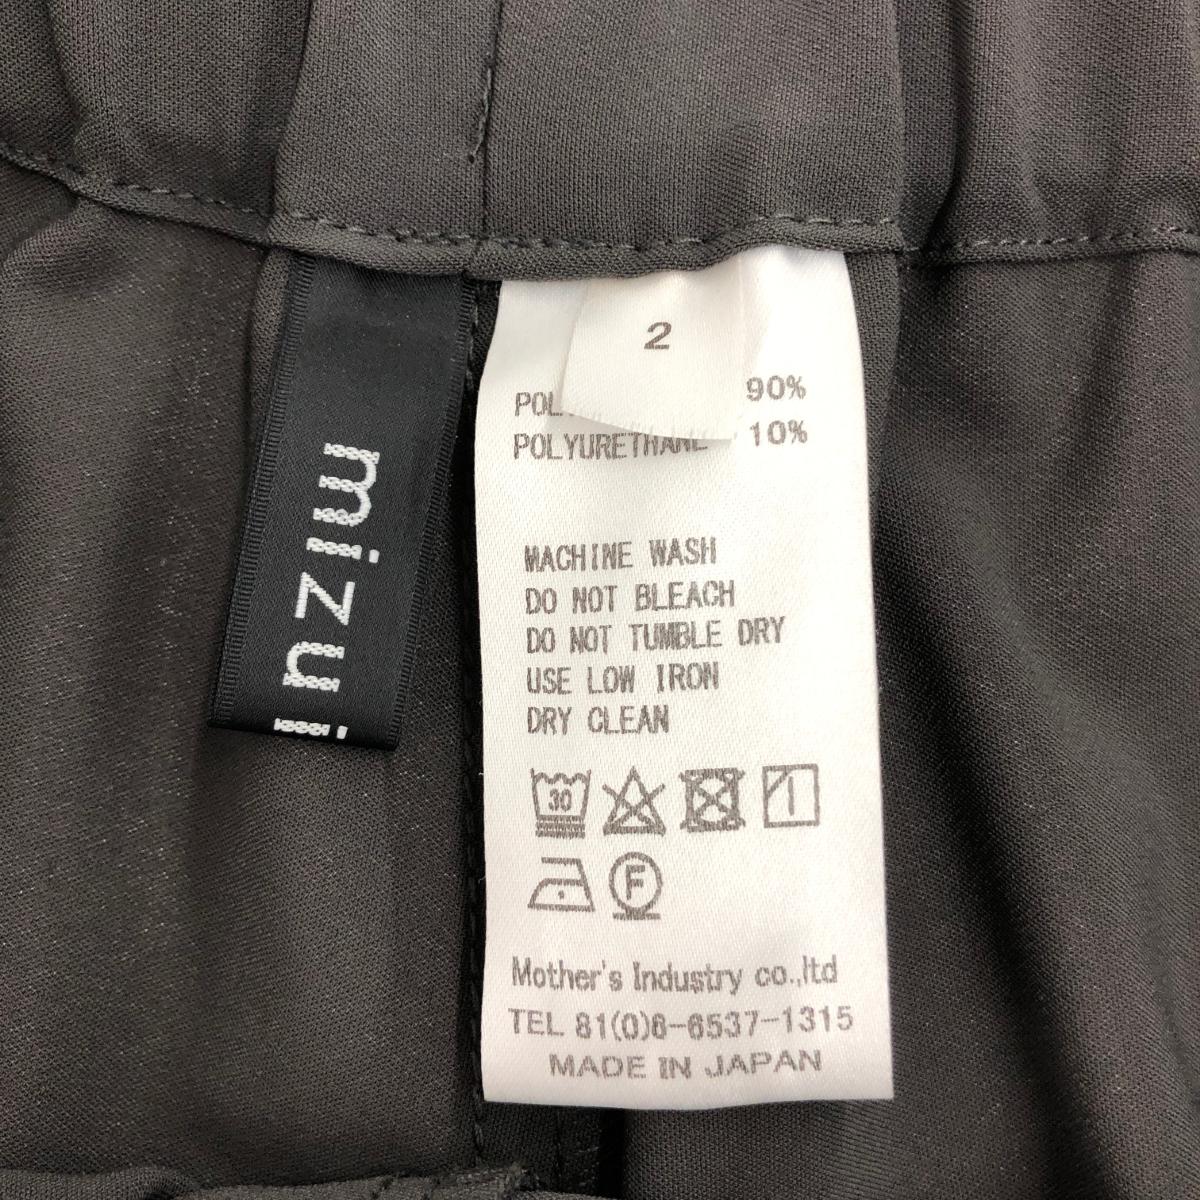 mizui
2
90%
POLYURETHANE 10%
MACHINE WASH
DO NOT BLEACH
DO NOT TUMBLE DRY
USE LOW IRON
DRY CLEAN
30
F
Mother's Industry co.,ltd
TEL 81(0)6-6537-1315
MADE IN JAPAN